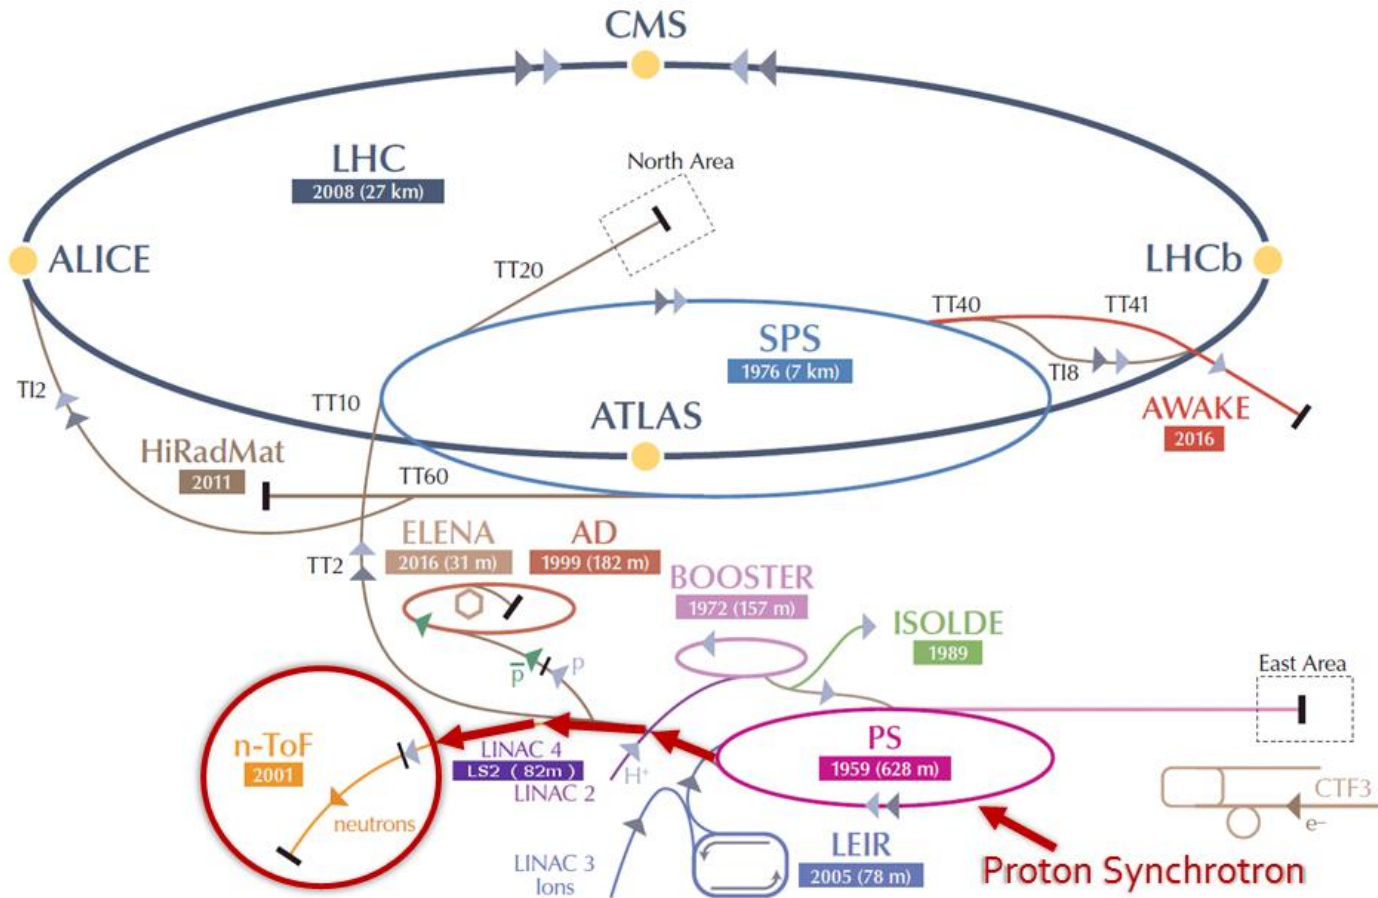 CMS
LHC
2008 (27 km)
North Area
ALICE
LHCb
TT20
TT40
TT41
SPS
1976 (7 km)
TI8
TI2
TT10
ATLAS
AWAKE
2016
HiRadMat
2011
TT60
ELENA
2016 (31 m)
AD
1999 (182 m)
TT2
BOOSTER
1972 (157 m)
ISOLDE
1989
p̅
p
East Area
n-ToF
2001
LINAC 4
LS2 ( 82m )
H⁺
LINAC 2
PS
1959 (628 m)
neutrons
CTF3
e⁻
LINAC 3
Ions
LEIR
2005 (78 m)
Proton Synchrotron